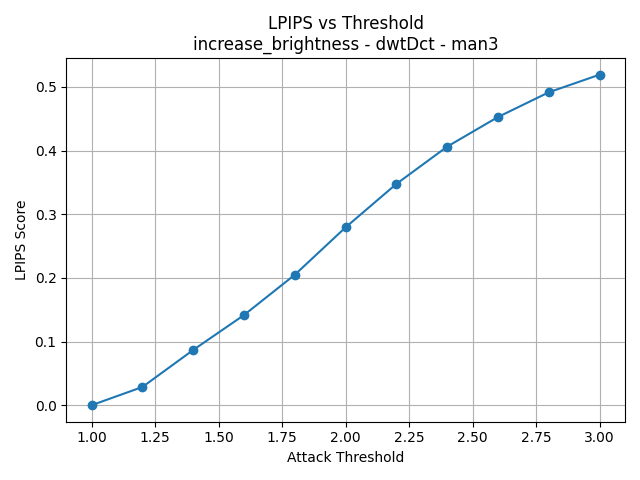 LPIPS vs Threshold
increase_brightness - dwtDct - man3
LPIPS Score
0.5
0.4
0.3
0.2
0.1
0.0
1.00 1.25 1.50 1.75 2.00 2.25 2.50 2.75 3.00
Attack Threshold